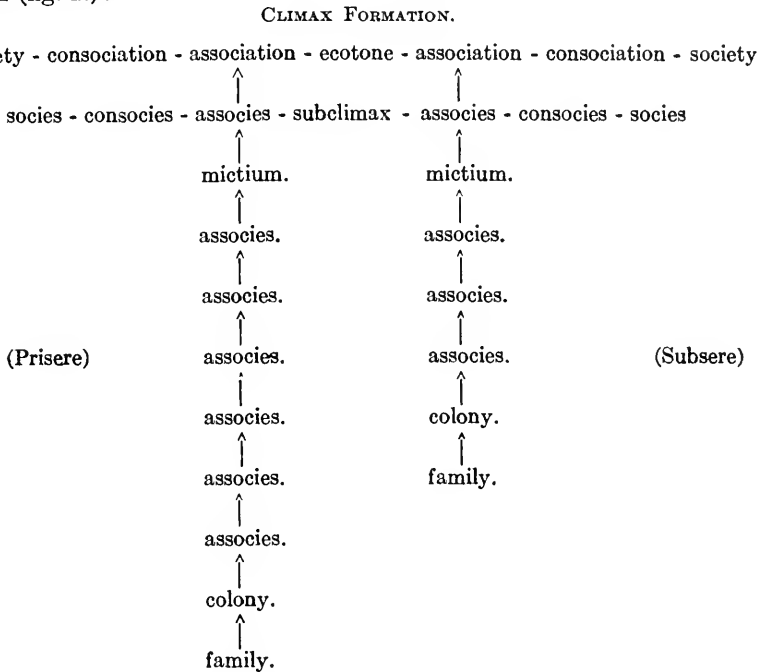 CLIMAX FORMATION.
consociation - association - ecotone - association - consociation - society
socies - consocies - associes - subclimax - associes - consocies - socies
mictium. mictium.
associes. associes.
associes. associes.
(Prisere) associes. associes. (Subsere)
associes. colony.
associes. family.
associes.
colony.
family.